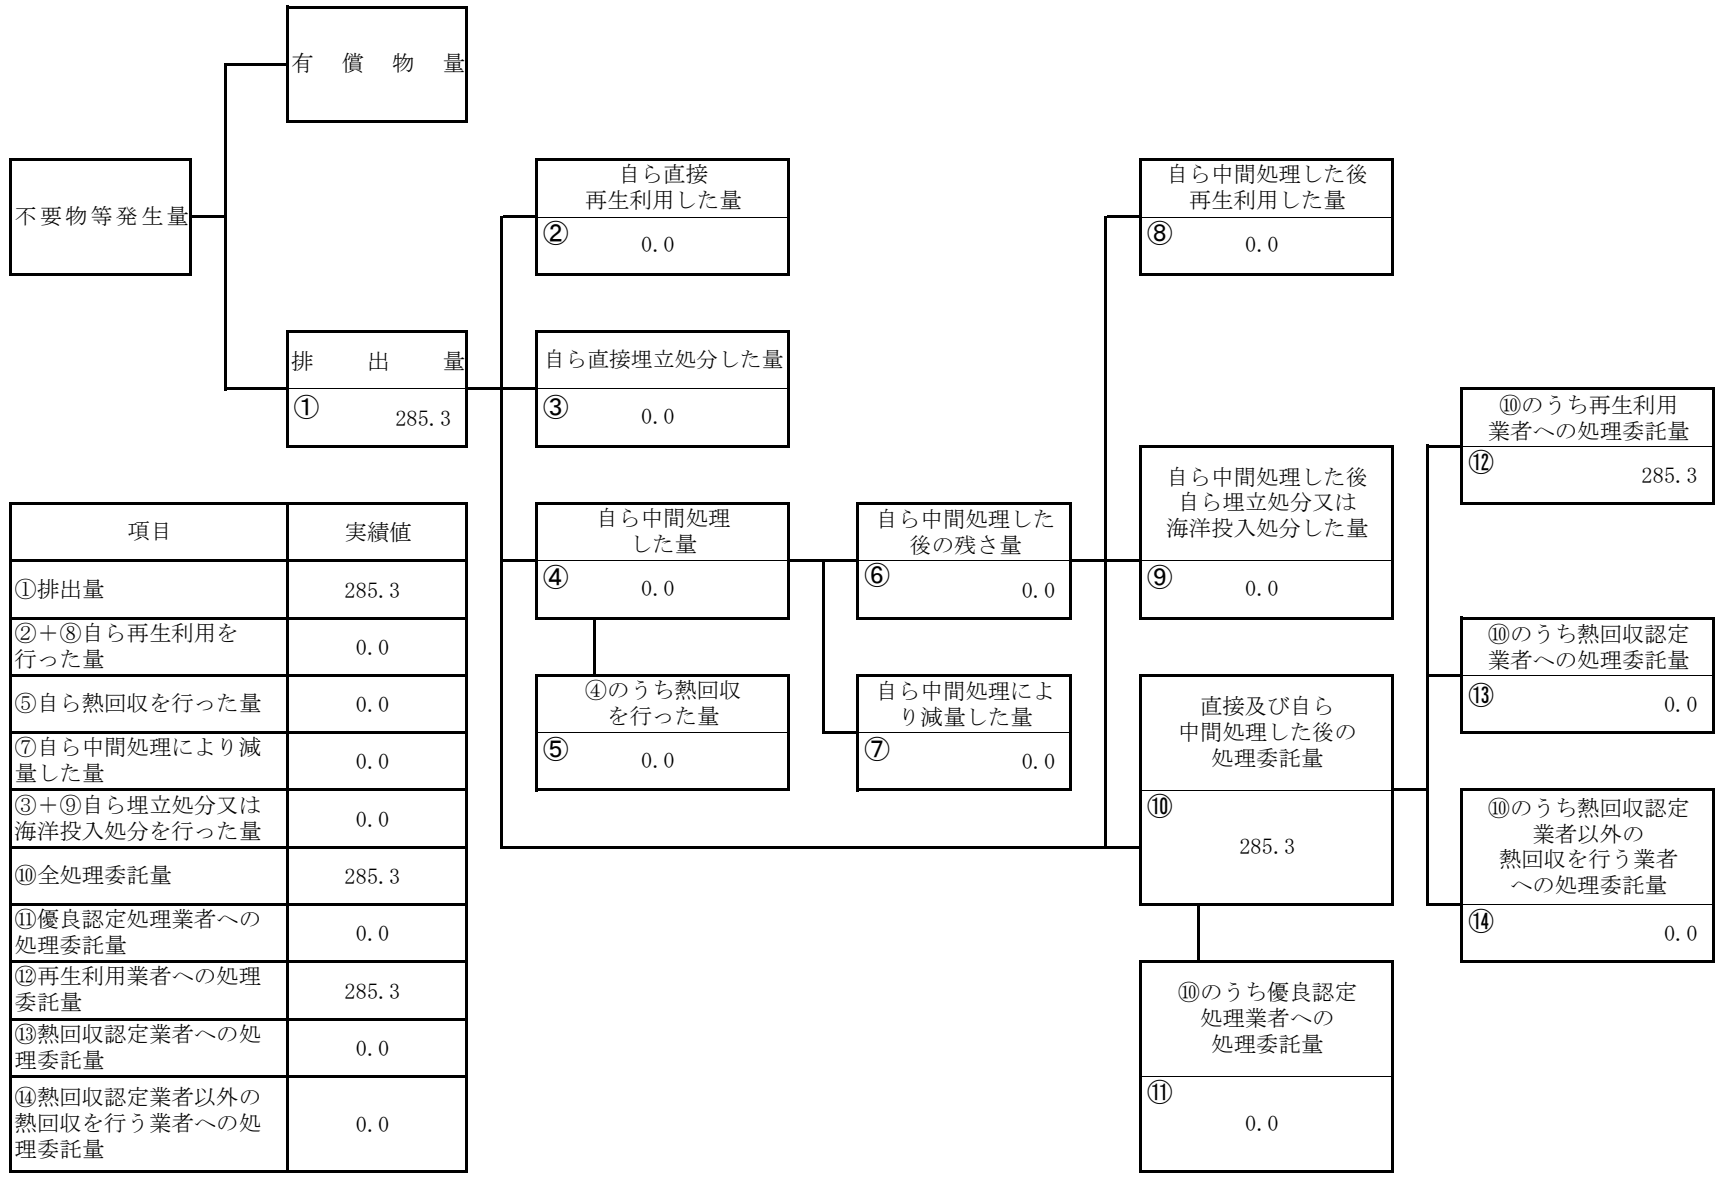 有償物量
不要物等発生量
排出量
①
285.3
自ら直接
再生利用した量
②
0.0
自ら直接埋立処分した量
③
0.0
自ら中間処理
した量
④
0.0
④のうち熱回収
を行った量
⑤
0.0
自ら中間処理した
後の残さ量
⑥
0.0
自ら中間処理によ
り減量した量
⑦
0.0
自ら中間処理した後
再生利用した量
⑧
0.0
自ら中間処理した後
自ら埋立処分又は
海洋投入処分した量
⑨
0.0
直接及び自ら
中間処理した後の
処理委託量
⑩
285.3
⑩のうち優良認定
処理業者への
処理委託量
⑪
0.0
⑩のうち再生利用
業者への処理委託量
⑫
285.3
⑩のうち熱回収認定
業者への処理委託量
⑬
0.0
⑩のうち熱回収認定
業者以外の
熱回収を行う業者
への処理委託量
⑭
0.0
項目 実績値
①排出量 285.3
②＋⑧自ら再生利用を
行った量
0.0
⑤自ら熱回収を行った量 0.0
⑦自ら中間処理により減
量した量
0.0
③＋⑨自ら埋立処分又は
海洋投入処分を行った量
0.0
⑩全処理委託量 285.3
⑪優良認定処理業者への
処理委託量
0.0
⑫再生利用業者への処理
委託量
285.3
⑬熱回収認定業者への処
理委託量
0.0
⑭熱回収認定業者以外の
熱回収を行う業者への処
理委託量
0.0